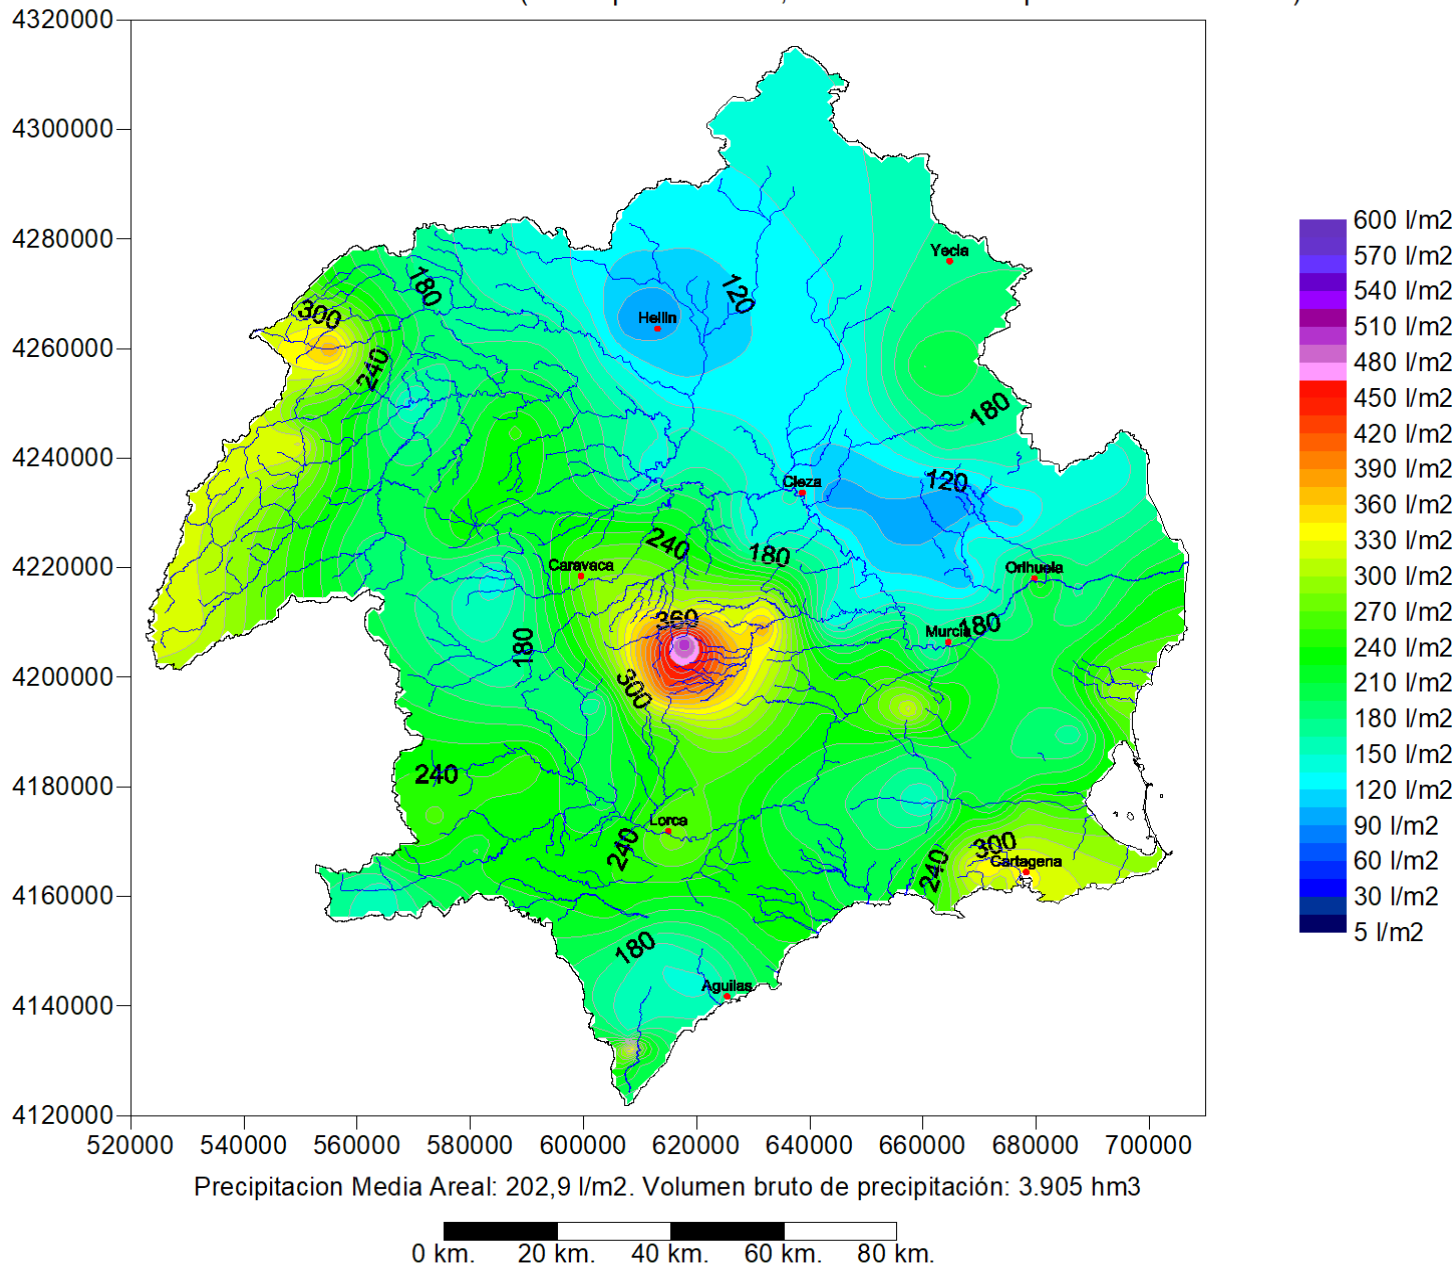 4320000
4300000
4280000
4260000
4240000
4220000
4200000
4180000
4160000
4140000
4120000
520000 540000 560000 580000 600000 620000 640000 660000 680000 700000
Yecla
180
120
300
Hellin
240
180
Cieza
120
240
180
Caravaca
Orihuela
360
180
Murcia
180
300
240
Lorca
240
300
Cartagena
240
180
Aguilas
600 l/m2
570 l/m2
540 l/m2
510 l/m2
480 l/m2
450 l/m2
420 l/m2
390 l/m2
360 l/m2
330 l/m2
300 l/m2
270 l/m2
240 l/m2
210 l/m2
180 l/m2
150 l/m2
120 l/m2
90 l/m2
60 l/m2
30 l/m2
5 l/m2
Precipitacion Media Areal: 202,9 l/m2. Volumen bruto de precipitación: 3.905 hm3
0 km. 20 km. 40 km. 60 km. 80 km.